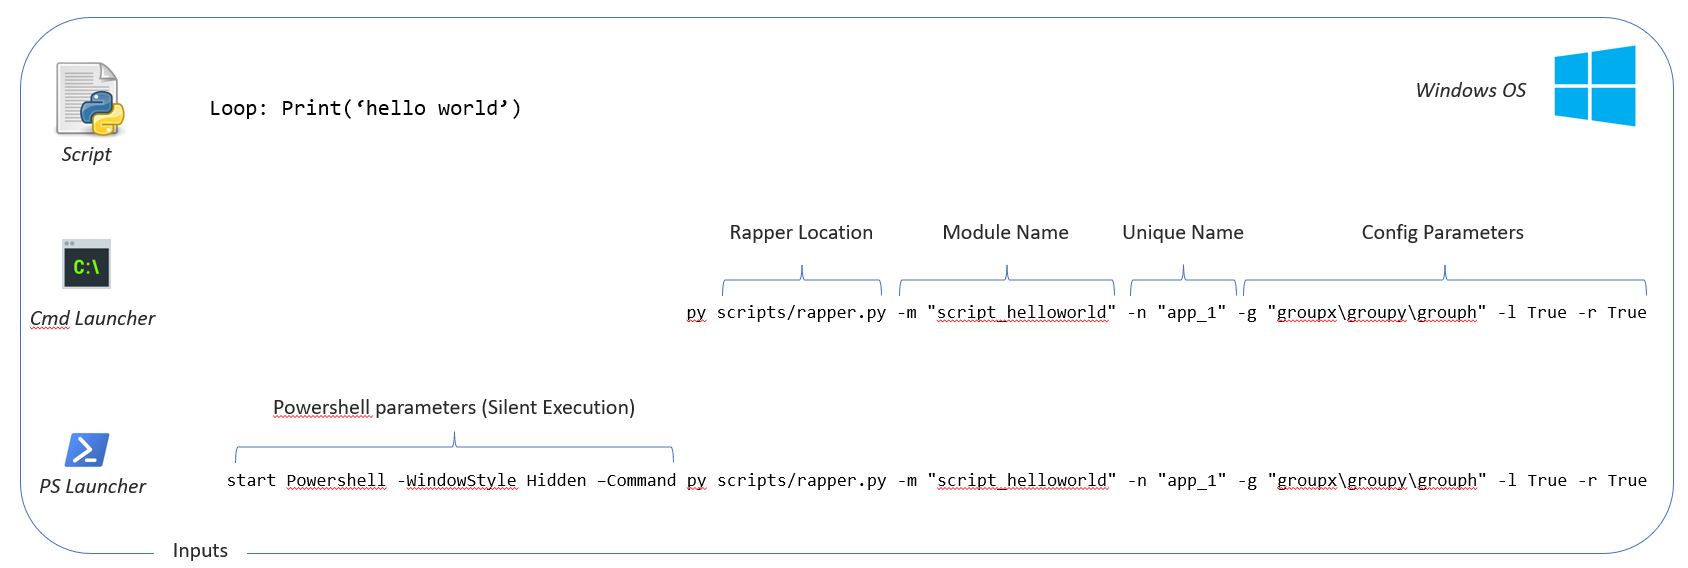 Loop: Print(‘hello world’)
Windows OS
Script
Rapper Location Module Name Unique Name Config Parameters
C:\
Cmd Launcher
py scripts/rapper.py -m "script_helloworld" -n "app_1" -g "groupx\groupy\grouph" -l True -r True
Powershell parameters (Silent Execution)
PS Launcher
start Powershell -WindowStyle Hidden –Command py scripts/rapper.py -m "script_helloworld" -n "app_1" -g "groupx\groupy\grouph" -l True -r True
Inputs